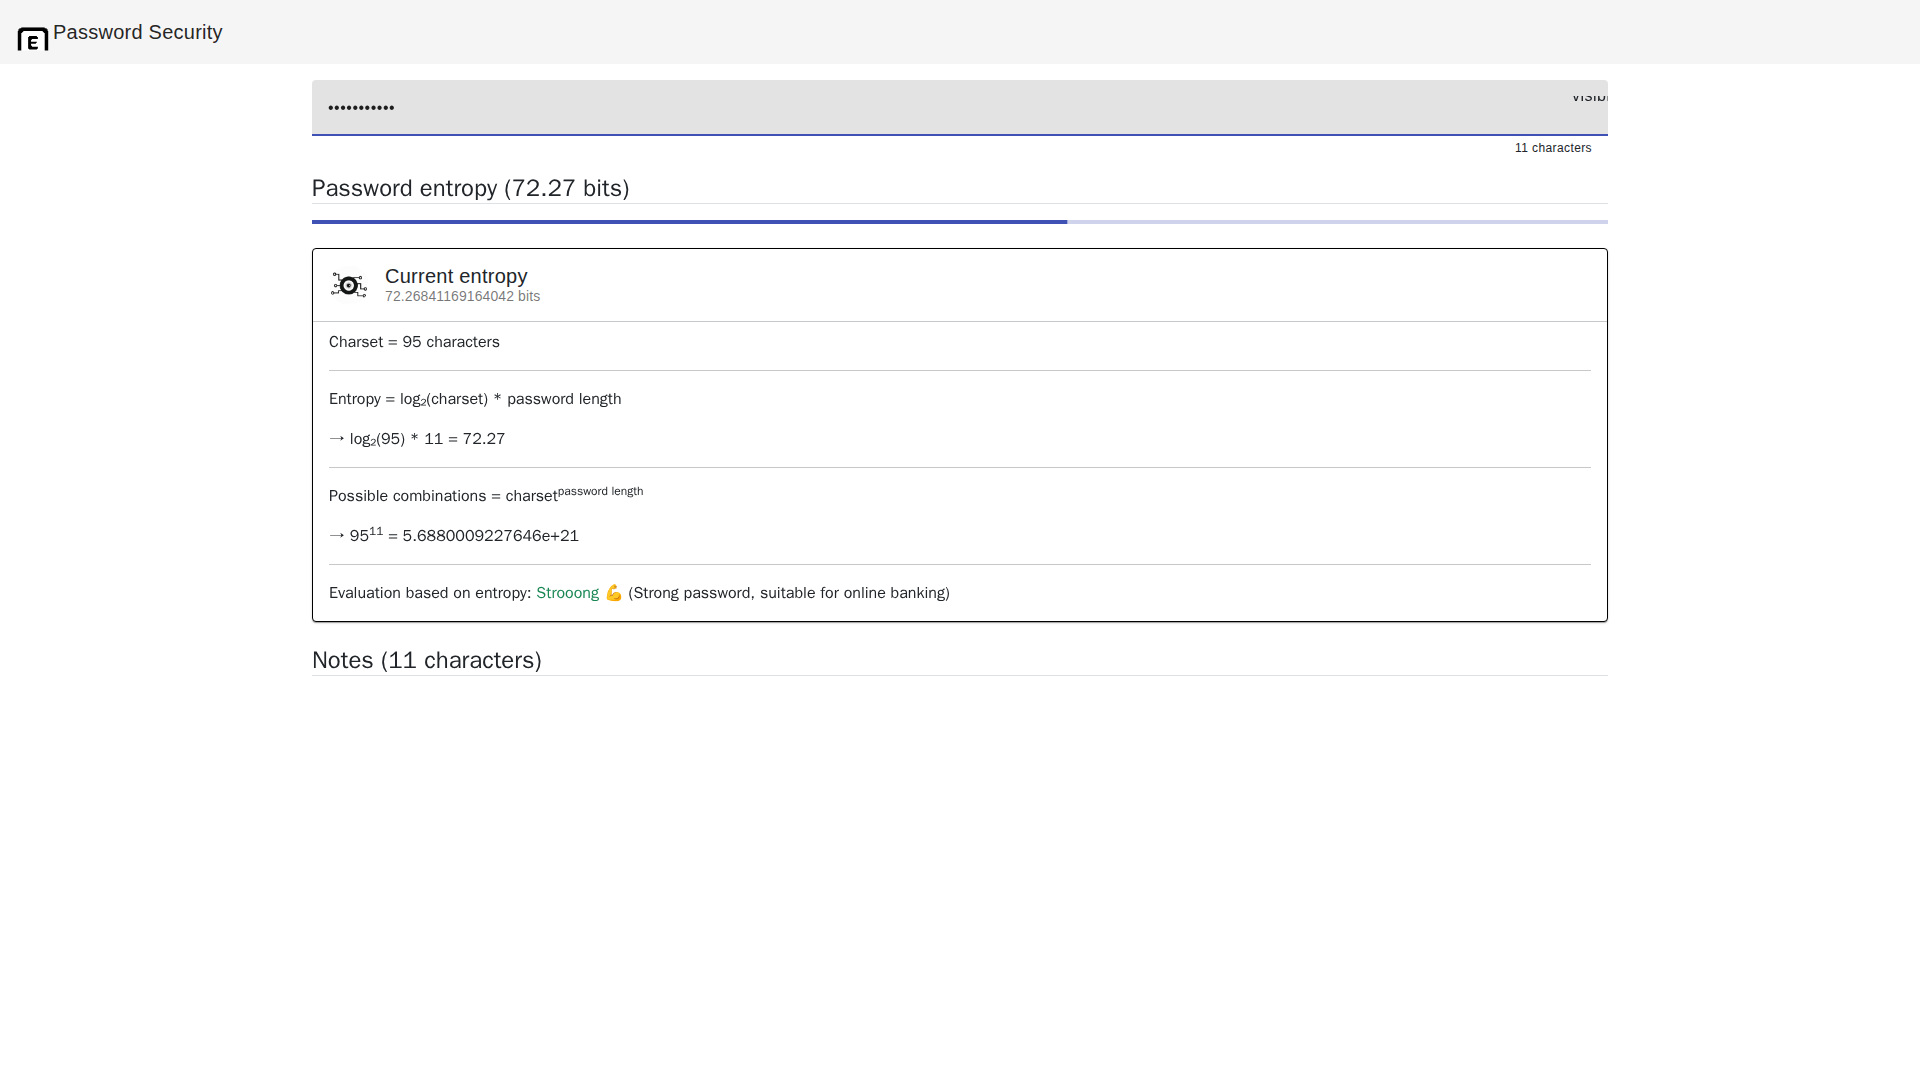 Password Security
•••••••••••
11 characters
Password entropy (72.27 bits)
Current entropy
72.26841169164042 bits
Charset = 95 characters
Entropy = log₂(charset) * password length
→ log₂(95) * 11 = 72.27
Possible combinations = charset^password length
→ 95¹¹ = 5.6880009227646e+21
Evaluation based on entropy: Strooong 💪 (Strong password, suitable for online banking)
Notes (11 characters)